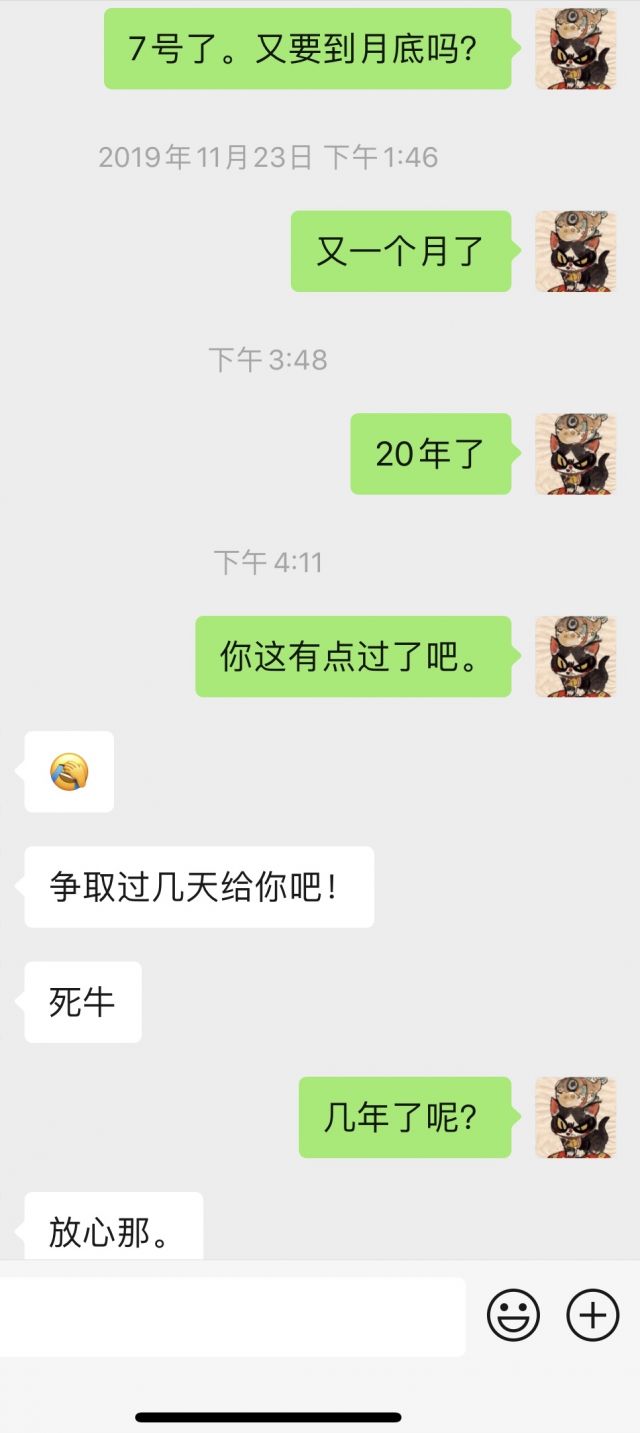 7号了。又要到月底吗?
2019年11月23日 下午1:46
又一个月了
下午3:48
20年了
下午4:11
你这有点过了吧。
争取过几天给你吧!
死牛
几年了呢?
放心那。